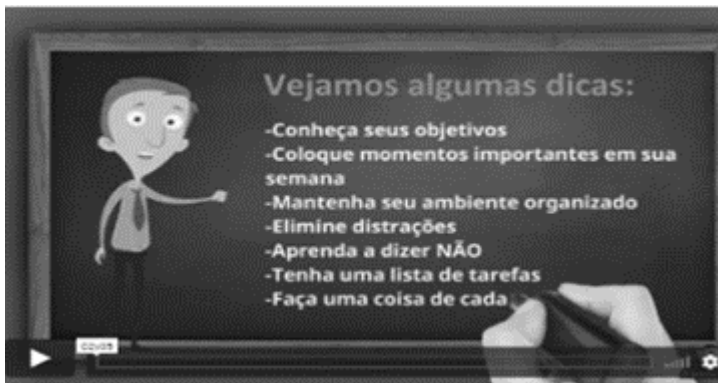 Vejamos algumas dicas:
-Conheça seus objetivos
-Coloque momentos importantes em sua
semana
-Mantenha seu ambiente organizado
-Elimine distrações
-Aprenda a dizer NÃO
-Tenha uma lista de tarefas
-Faça uma coisa de cada